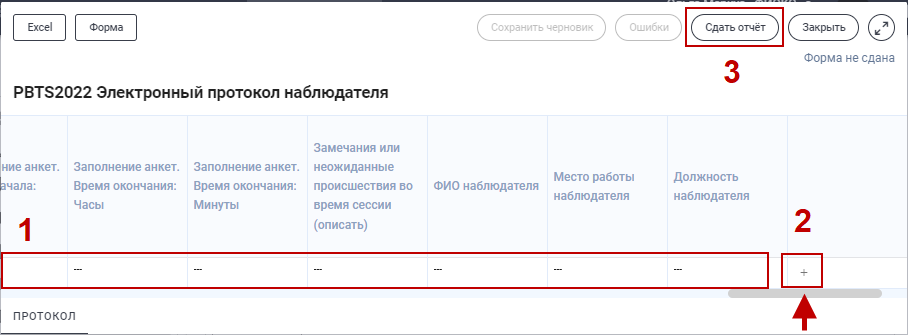 Excel
Форма
Сохранить черновик
Ошибки
Сдать отчёт
Закрыть
3
Форма не сдана
PBTS2022 Электронный протокол наблюдателя
ние анкет.
ачала:
Заполнение анкет.
Время окончания:
Часы
Заполнение анкет.
Время окончания:
Минуты
Замечания или
неожиданные
происшествия во
время сессии
(описать)
ФИО наблюдателя
Место работы
наблюдателя
Должность
наблюдателя
1
2
--- --- --- --- --- ---
+
ПРОТОКОЛ